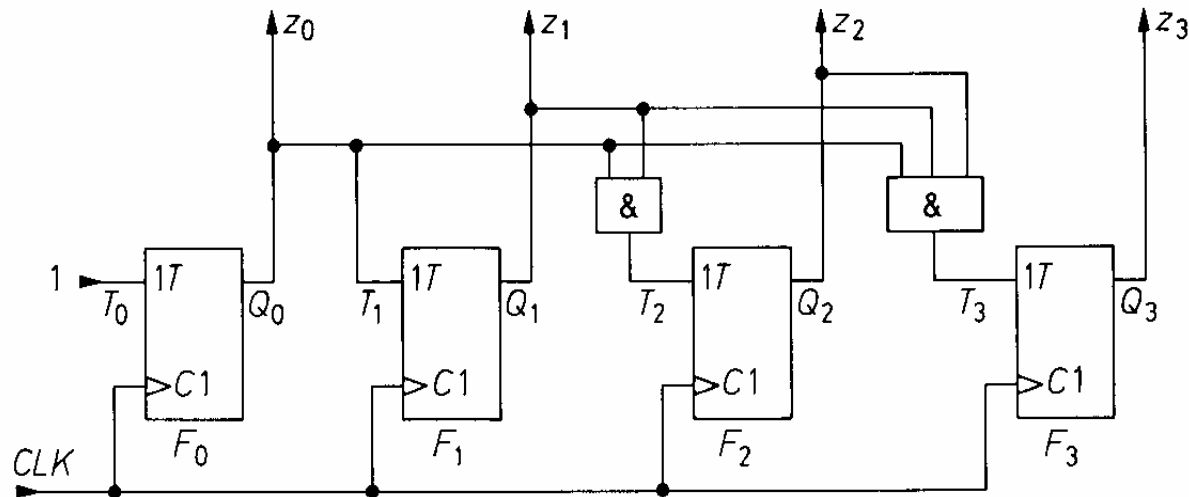 z0 z1 z2 z3
& &
1 1T 1T 1T 1T
T0 Q0 T1 Q1 T2 Q2 T3 Q3
C1 C1 C1 C1
F0 F1 F2 F3
CLK